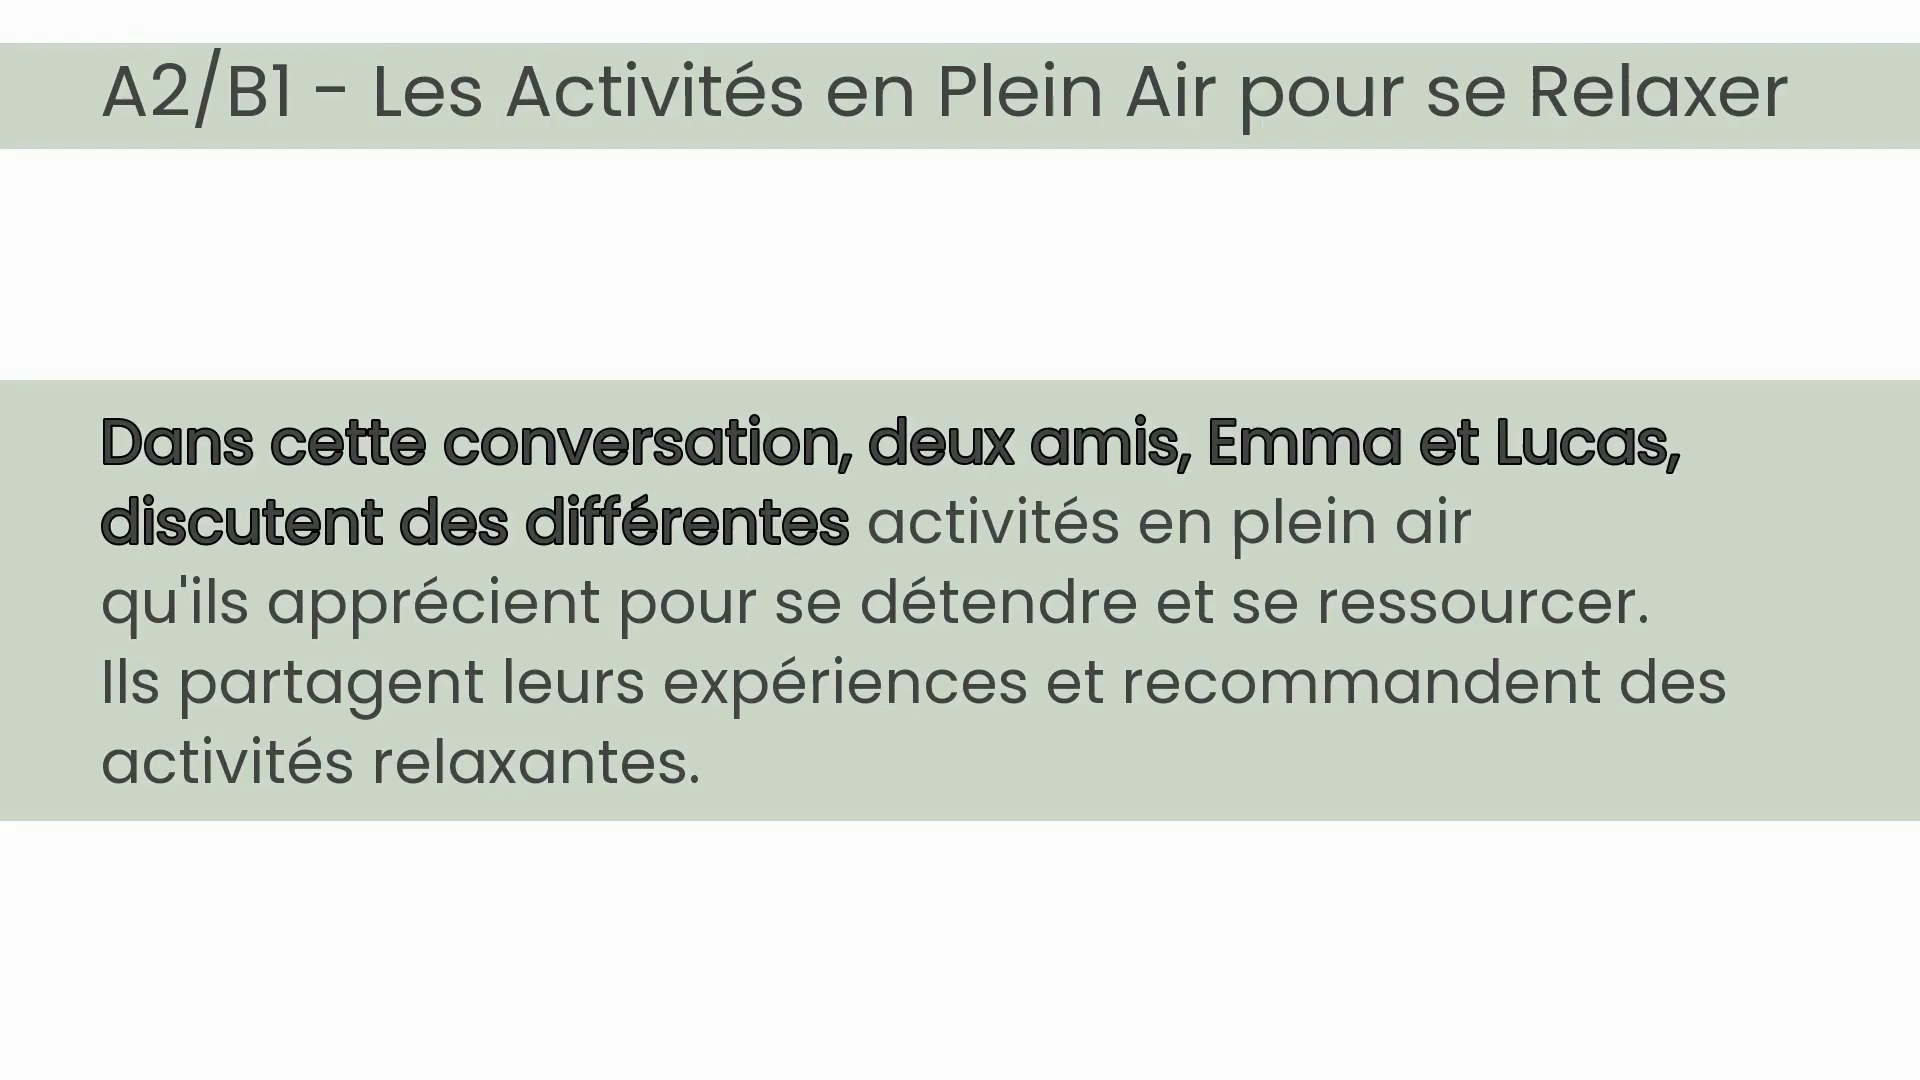 A2/B1 - Les Activités en Plein Air pour se Relaxer
Dans cette conversation, deux amis, Emma et Lucas,
discutent des différentes activités en plein air
qu'ils apprécient pour se détendre et se ressourcer.
Ils partagent leurs expériences et recommandent des
activités relaxantes.